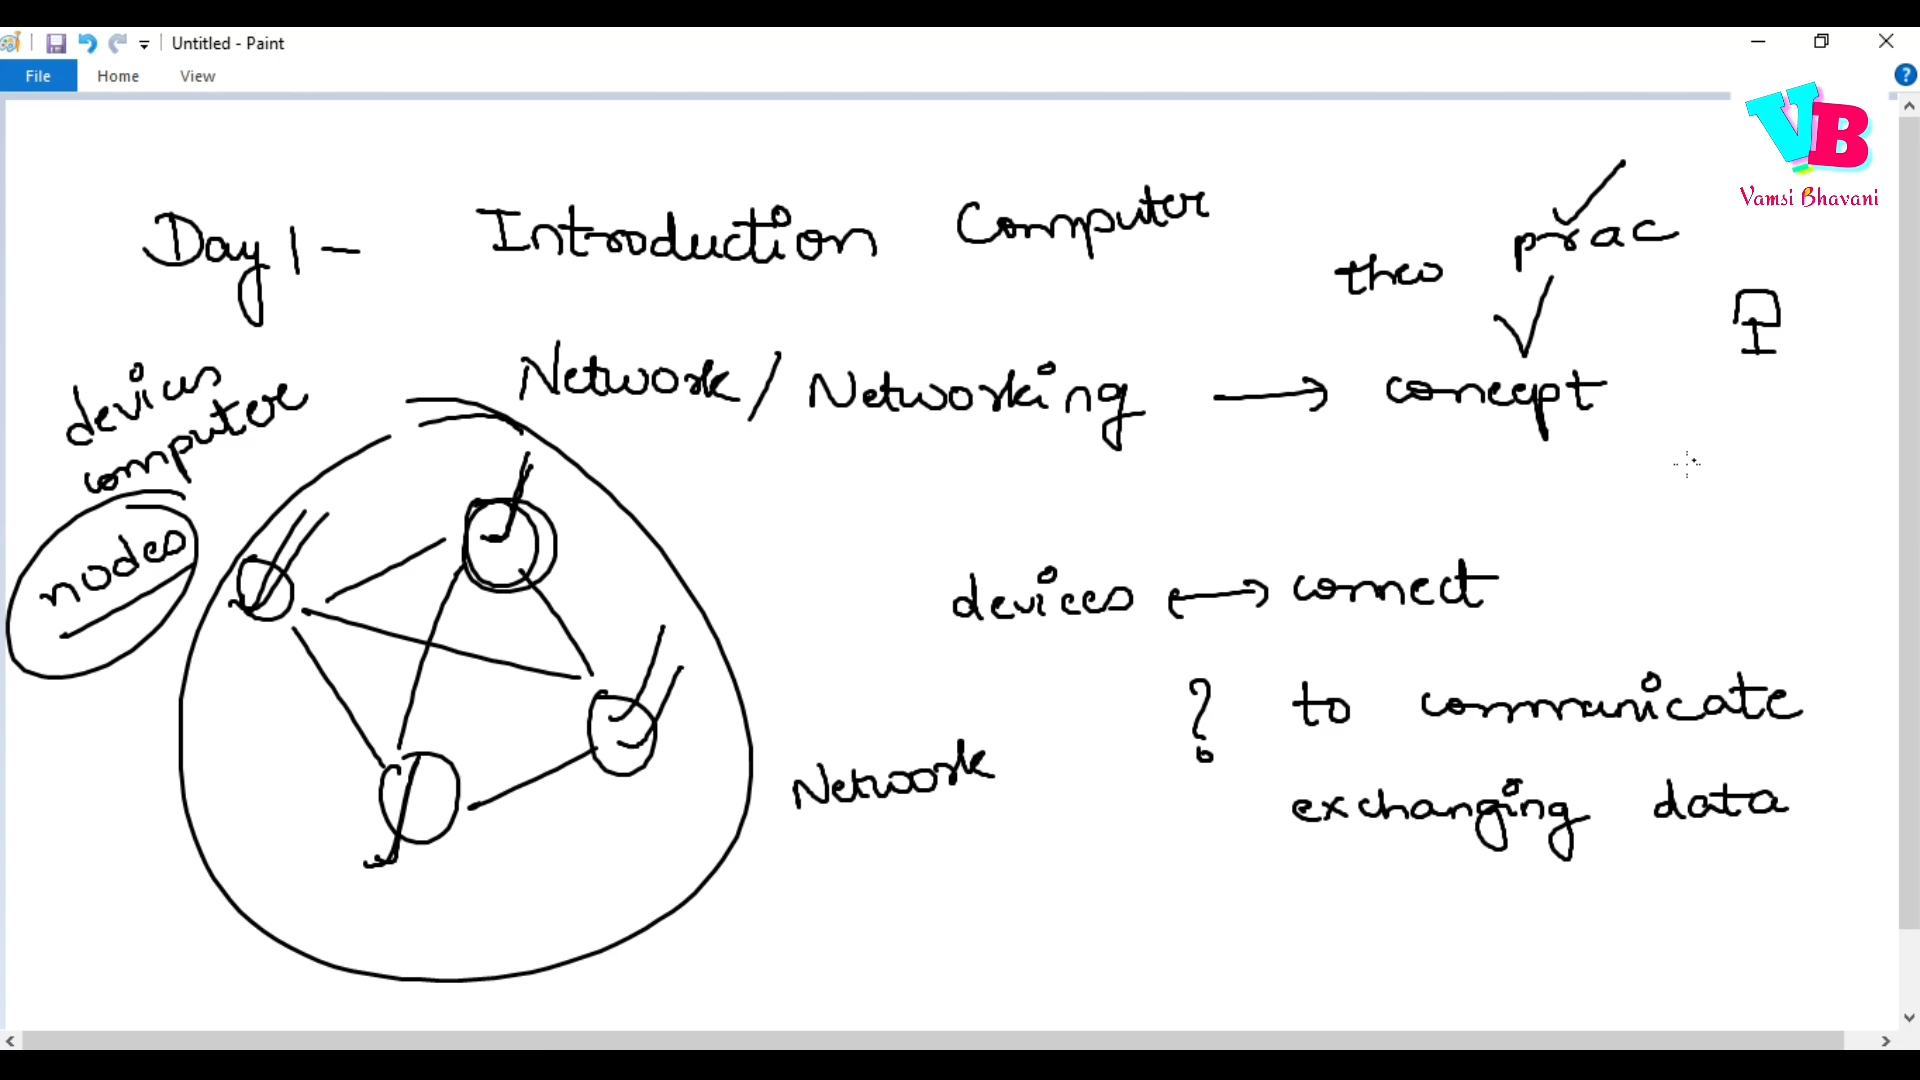 Untitled - Paint
File Home View
VB
Vamsi Bhavani
Day 1 - Introduction Computer
theo prac
Network / Networking → concept
devices
computer
nodes
devices ↔ connect
? to communicate
exchanging data
Network